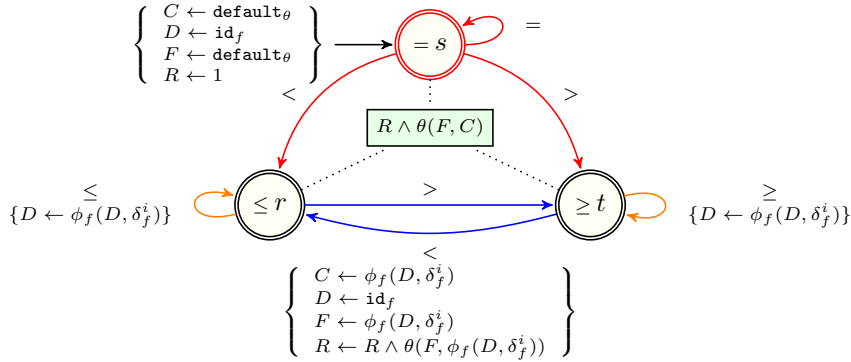 C ← default_θ
D ← id_f
F ← default_θ
R ← 1
= s
=
<
>
R ∧ θ(F, C)
≤
{D ← ϕ_f(D, δ_f^i)}
≤ r
>
≥ t
≥
{D ← ϕ_f(D, δ_f^i)}
<
C ← ϕ_f(D, δ_f^i)
D ← id_f
F ← ϕ_f(D, δ_f^i)
R ← R ∧ θ(F, ϕ_f(D, δ_f^i))